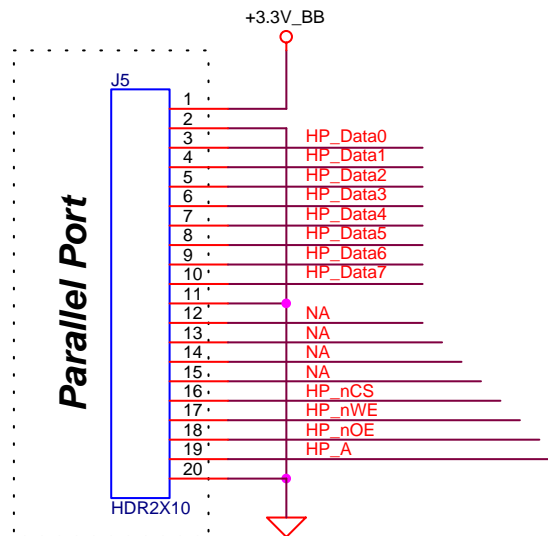 +3.3V_BB
J5
Parallel Port
1
2
3 HP_Data0
4 HP_Data1
5 HP_Data2
6 HP_Data3
7 HP_Data4
8 HP_Data5
9 HP_Data6
10 HP_Data7
11
12 NA
13 NA
14 NA
15 NA
16 HP_nCS
17 HP_nWE
18 HP_nOE
19 HP_A
20
HDR2X10